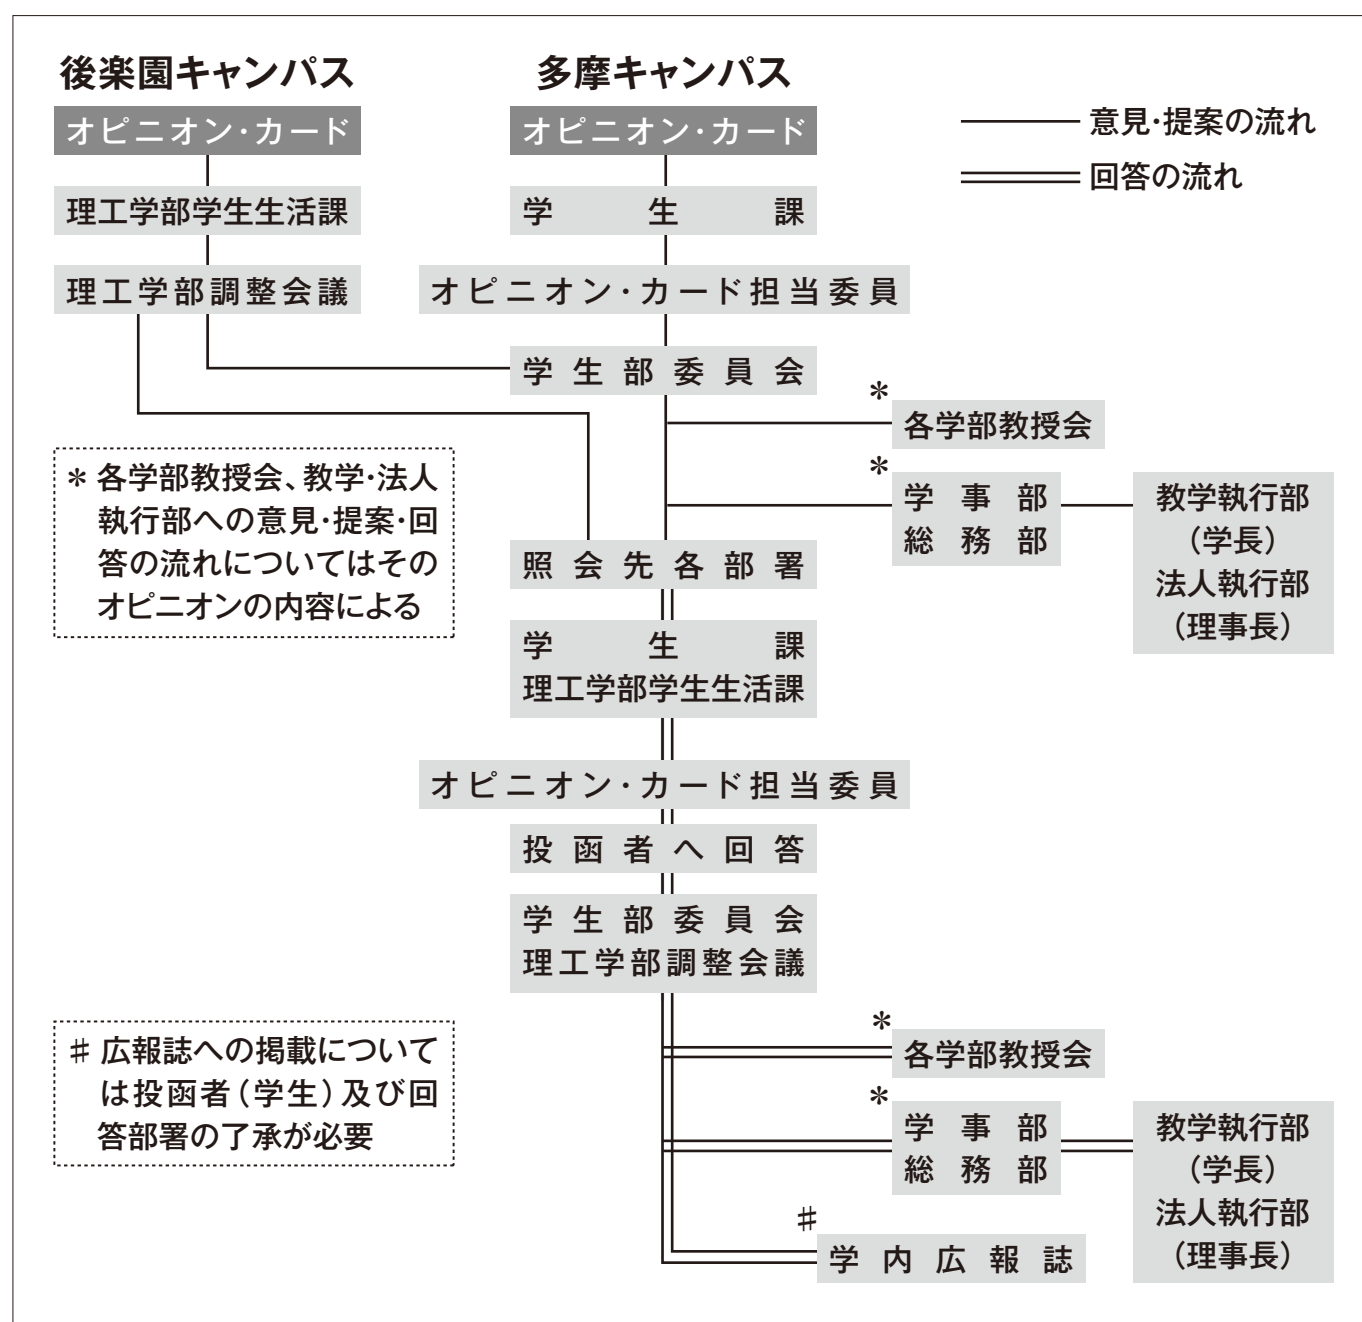 後楽園キャンパス
多摩キャンパス
オピニオン・カード
オピニオン・カード
意見・提案の流れ
回答の流れ
理工学部学生生活課
学生課
理工学部調整会議
オピニオン・カード担当委員
学生部委員会
*
各学部教授会
*
学事部
総務部
教学執行部
（学長）
法人執行部
（理事長）
* 各学部教授会、教学・法人
執行部への意見・提案・回
答の流れについてはその
オピニオンの内容による
照会先各部署
学生課
理工学部学生生活課
オピニオン・カード担当委員
投函者へ回答
学生部委員会
理工学部調整会議
*
各学部教授会
*
学事部
総務部
教学執行部
（学長）
法人執行部
（理事長）
♯ 広報誌への掲載について
は投函者（学生）及び回
答部署の了承が必要
♯
学内広報誌